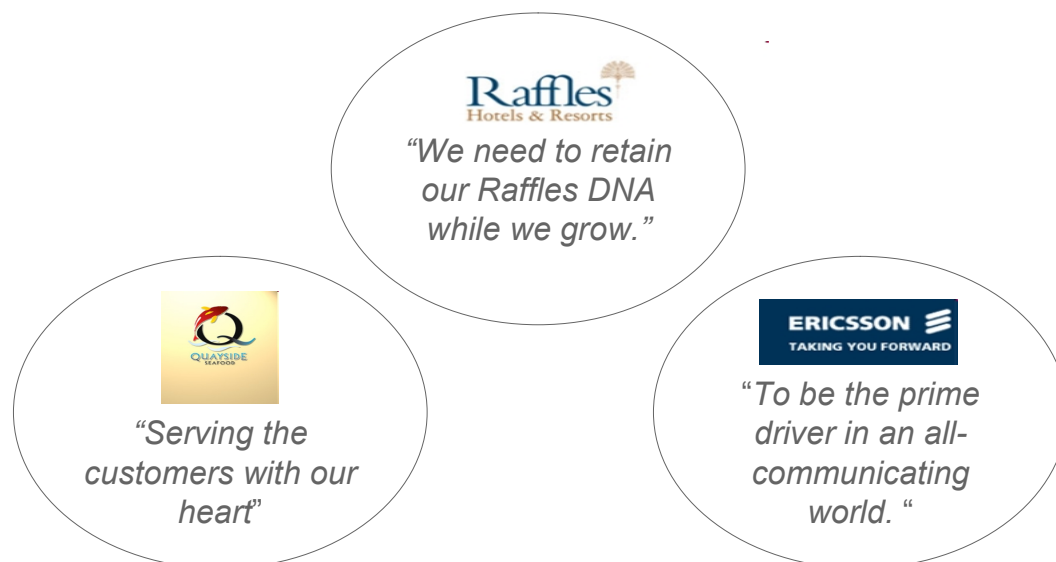 Raffles
Hotels & Resorts
“We need to retain
our Raffles DNA
while we grow.”
Q
QUAYSIDE
SEAFOOD
“Serving the
customers with our
heart”
ERICSSON
TAKING YOU FORWARD
“To be the prime
driver in an all-
communicating
world. “